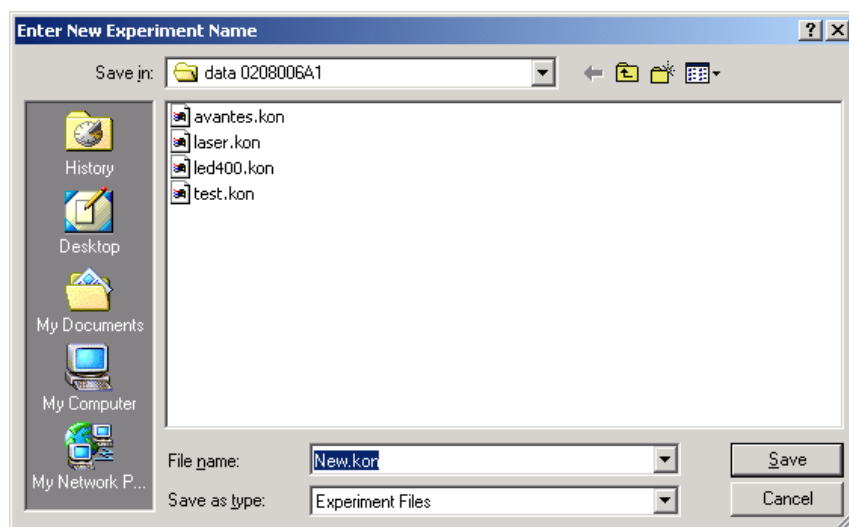 Enter New Experiment Name
Save in: data 0208006A1
avantes.kon
laser.kon
led400.kon
test.kon
History
Desktop
My Documents
My Computer
My Network P...
File name: New.kon Save
Save as type: Experiment Files Cancel